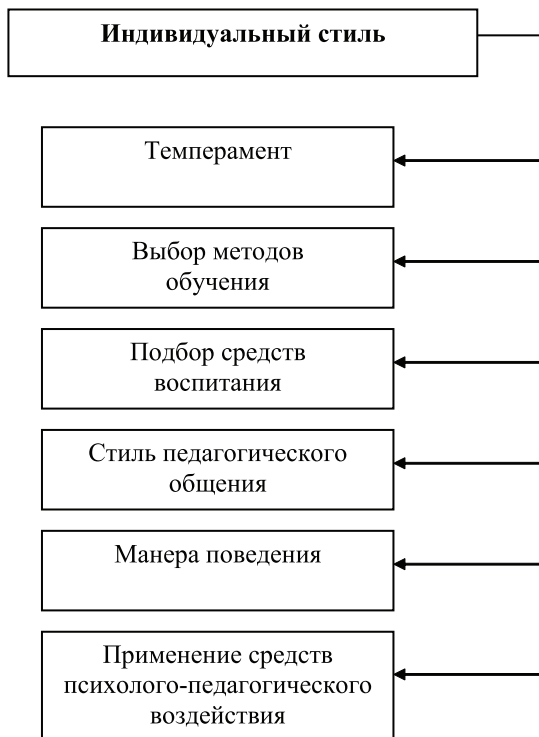 Индивидуальный стиль
Темперамент
Выбор методов
обучения
Подбор средств
воспитания
Стиль педагогического
общения
Манера поведения
Применение средств
психолого-педагогического
воздействия